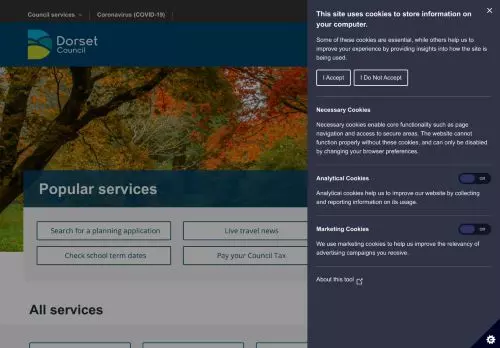 Council services
Coronavirus (COVID-19)
Dorset
Council
Popular services
Search for a planning application
Live travel news
Check school term dates
Pay your Council Tax
All services
This site uses cookies to store information on
your computer.
Some of these cookies are essential, while others help us to
improve your experience by providing insights into how the site is
being used.
I Accept
I Do Not Accept
Necessary Cookies
Necessary cookies enable core functionality such as page
navigation and access to secure areas. The website cannot
function properly without these cookies, and can only be disabled
by changing your browser preferences.
Analytical Cookies
Off
Analytical cookies help us to improve our website by collecting
and reporting information on its usage.
Marketing Cookies
Off
We use marketing cookies to help us improve the relevancy of
advertising campaigns you receive.
About this tool